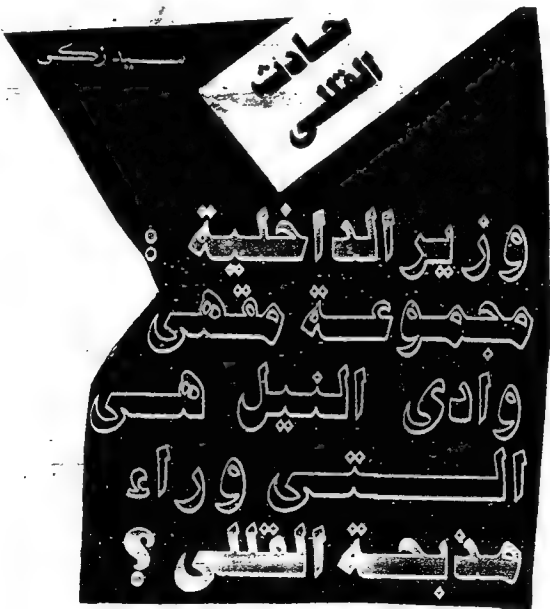 سيد زكى
حادث
القللى
وزير الداخلية :
مجموعة مقهى
وادى النيل هى
التى وراء
مذبحة القللى ؟